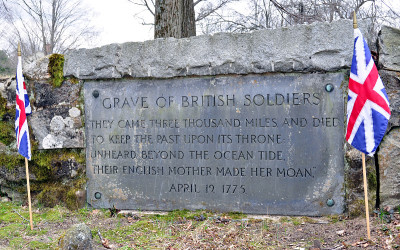 GRAVE OF BRITISH SOLDIERS
"THEY CAME THREE THOUSAND MILES AND DIED,
TO KEEP THE PAST UPON ITS THRONE.
UNHEARD BEYOND THE OCEAN TIDE,
THEIR ENGLISH MOTHER MADE HER MOAN."
APRIL 19, 1775